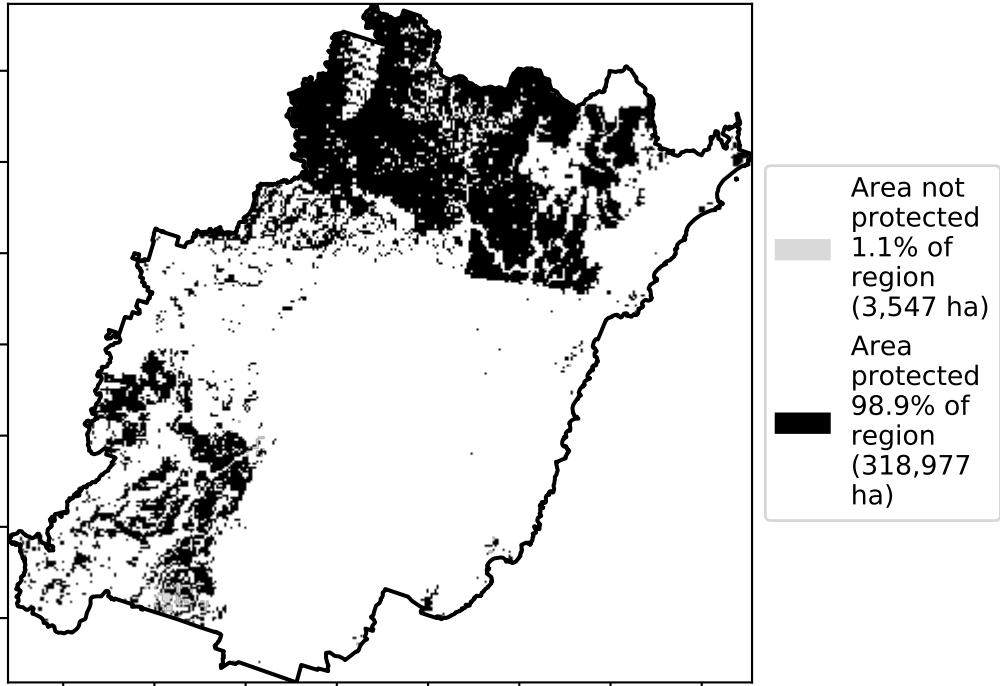 Area not
protected
1.1% of
region
(3,547 ha)
Area
protected
98.9% of
region
(318,977
ha)